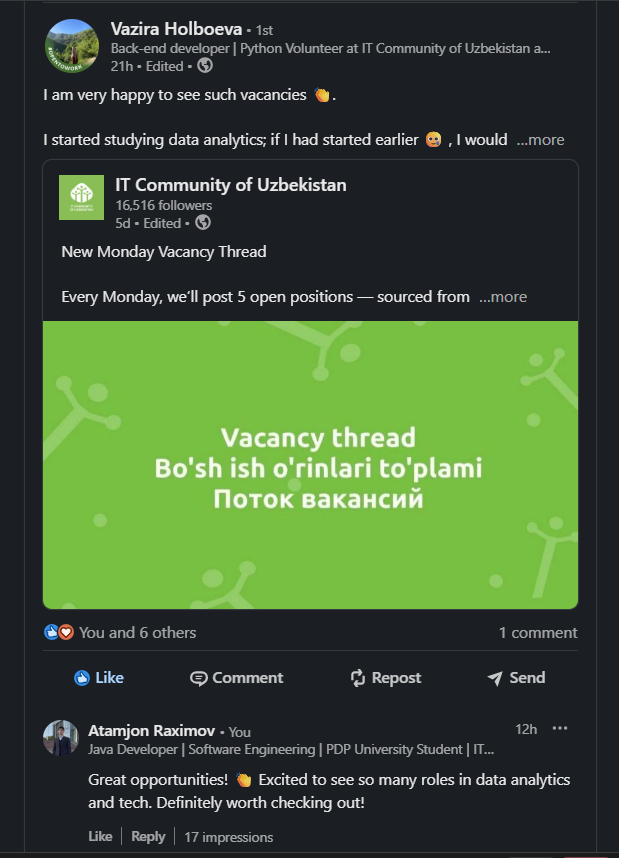 Vazira Holboeva • 1st
Back-end developer | Python Volunteer at IT Community of Uzbekistan a...
21h • Edited •
I am very happy to see such vacancies 👏.
I started studying data analytics; if I had started earlier 🥲 , I would ...more
IT Community of Uzbekistan
16,516 followers
5d • Edited •
New Monday Vacancy Thread
Every Monday, we'll post 5 open positions — sourced from ...more
Vacancy thread
Bo'sh ish o'rinlari to'plami
Поток вакансий
You and 6 others
1 comment
Like
Comment
Repost
Send
Atamjon Raximov • You
12h ...
Java Developer | Software Engineering | PDP University Student | IT...
Great opportunities! 👏 Excited to see so many roles in data analytics
and tech. Definitely worth checking out!
Like | Reply | 17 impressions